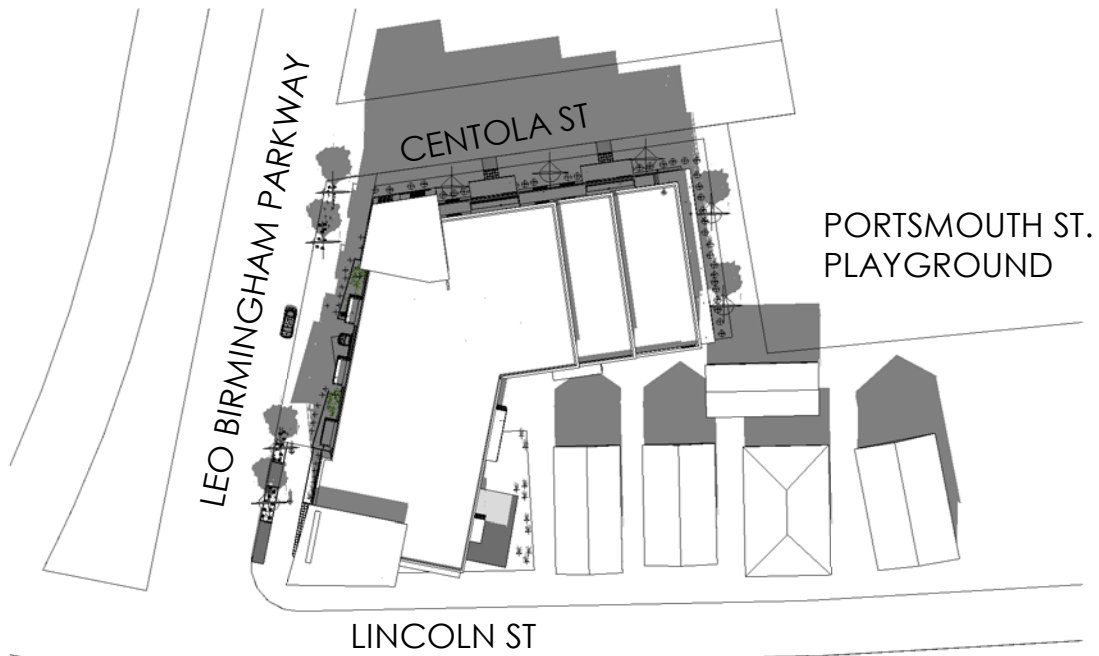 CENTOLA ST
LEO BIRMINGHAM PARKWAY
PORTSMOUTH ST.
PLAYGROUND
LINCOLN ST